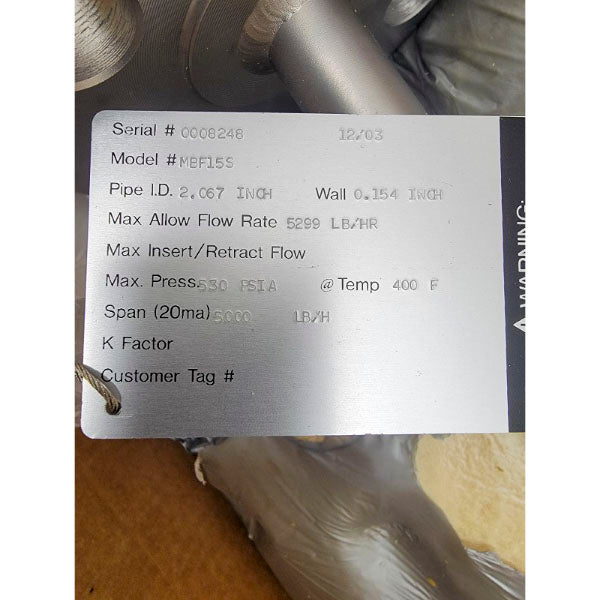 Serial # 0008248 12/03
Model #MBF15S
Pipe I.D. 2.067 INCH Wall 0.154 INCH
Max Allow Flow Rate 5299 LB/HR
Max Insert/Retract Flow
Max. Press. 530 PSIA @ Temp 400 F
Span (20ma) 5000 LB/H
K Factor
Customer Tag #
WARNING: